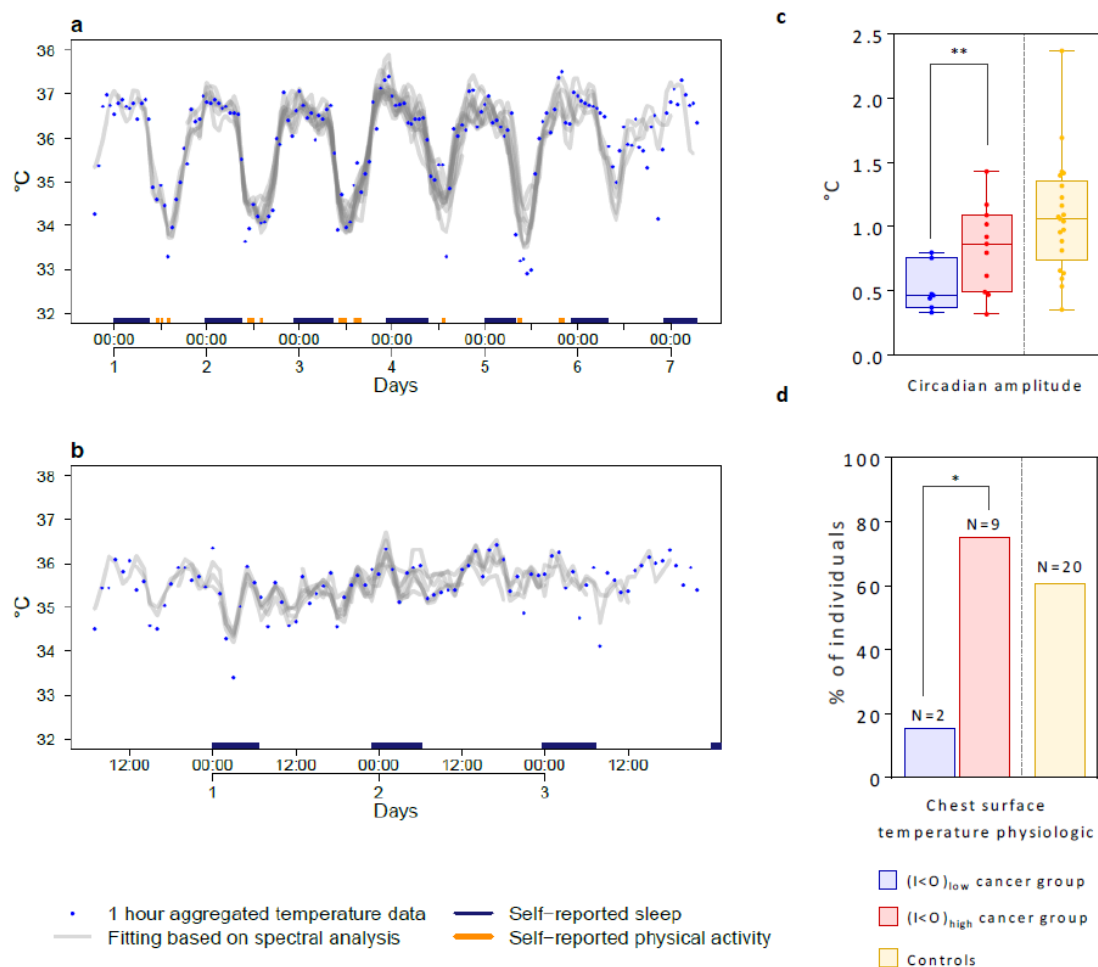 a
38
37
36
35
34
33
32
°C
00:00 00:00 00:00 00:00 00:00 00:00 00:00
1 2 3 4 5 6 7
Days
b
38
37
36
35
34
33
32
°C
12:00 00:00 12:00 00:00 12:00 00:00 12:00
1 2 3
Days
1 hour aggregated temperature data
Fitting based on spectral analysis
Self-reported sleep
Self-reported physical activity
c
2.5
2.0
1.5
1.0
0.5
0.0
°C
**
Circadian amplitude
d
100
80
60
40
20
0
% of individuals
*
N=2
N=9
N=20
Chest surface
temperature physiologic
(I<O)low cancer group
(I<O)high cancer group
Controls